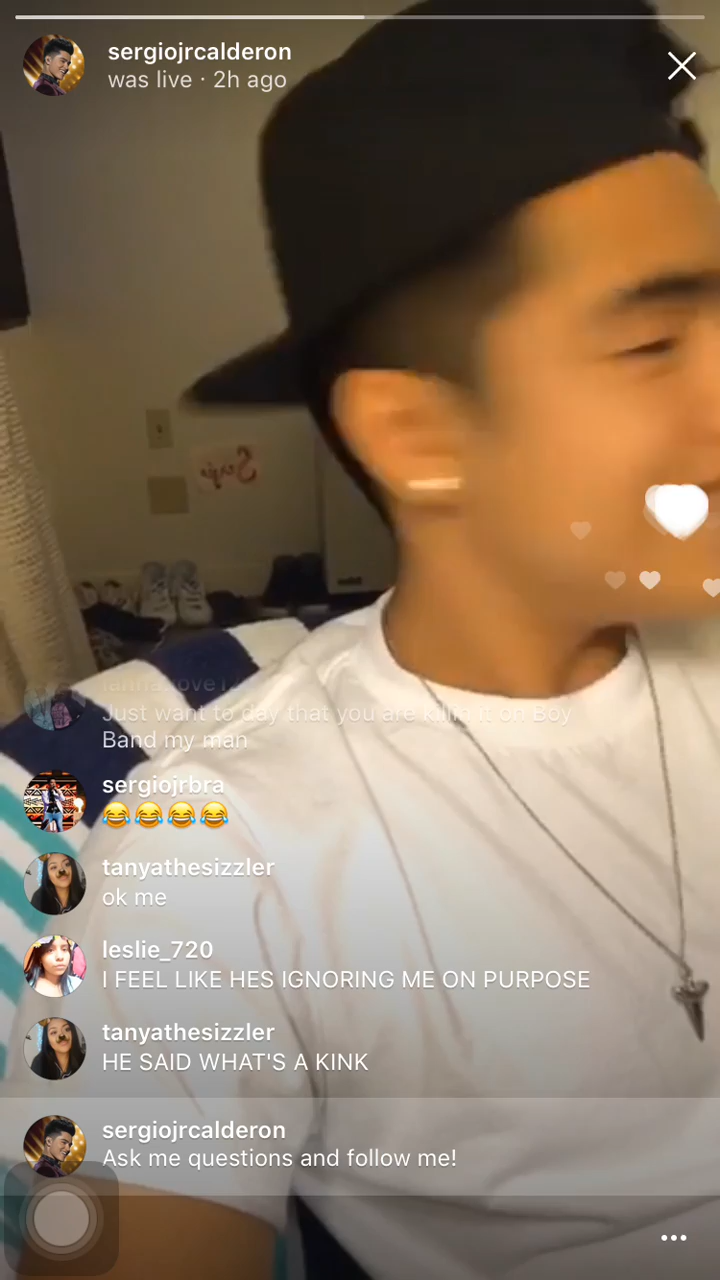 sergiojrcalderon
was live · 2h ago
Sergio
Just want to day that you are killin it on Boy
Band my man
sergiojrbra
😂😂😂😂
tanyathesizzler
ok me
leslie_720
I FEEL LIKE HES IGNORING ME ON PURPOSE
tanyathesizzler
HE SAID WHAT'S A KINK
sergiojrcalderon
Ask me questions and follow me!